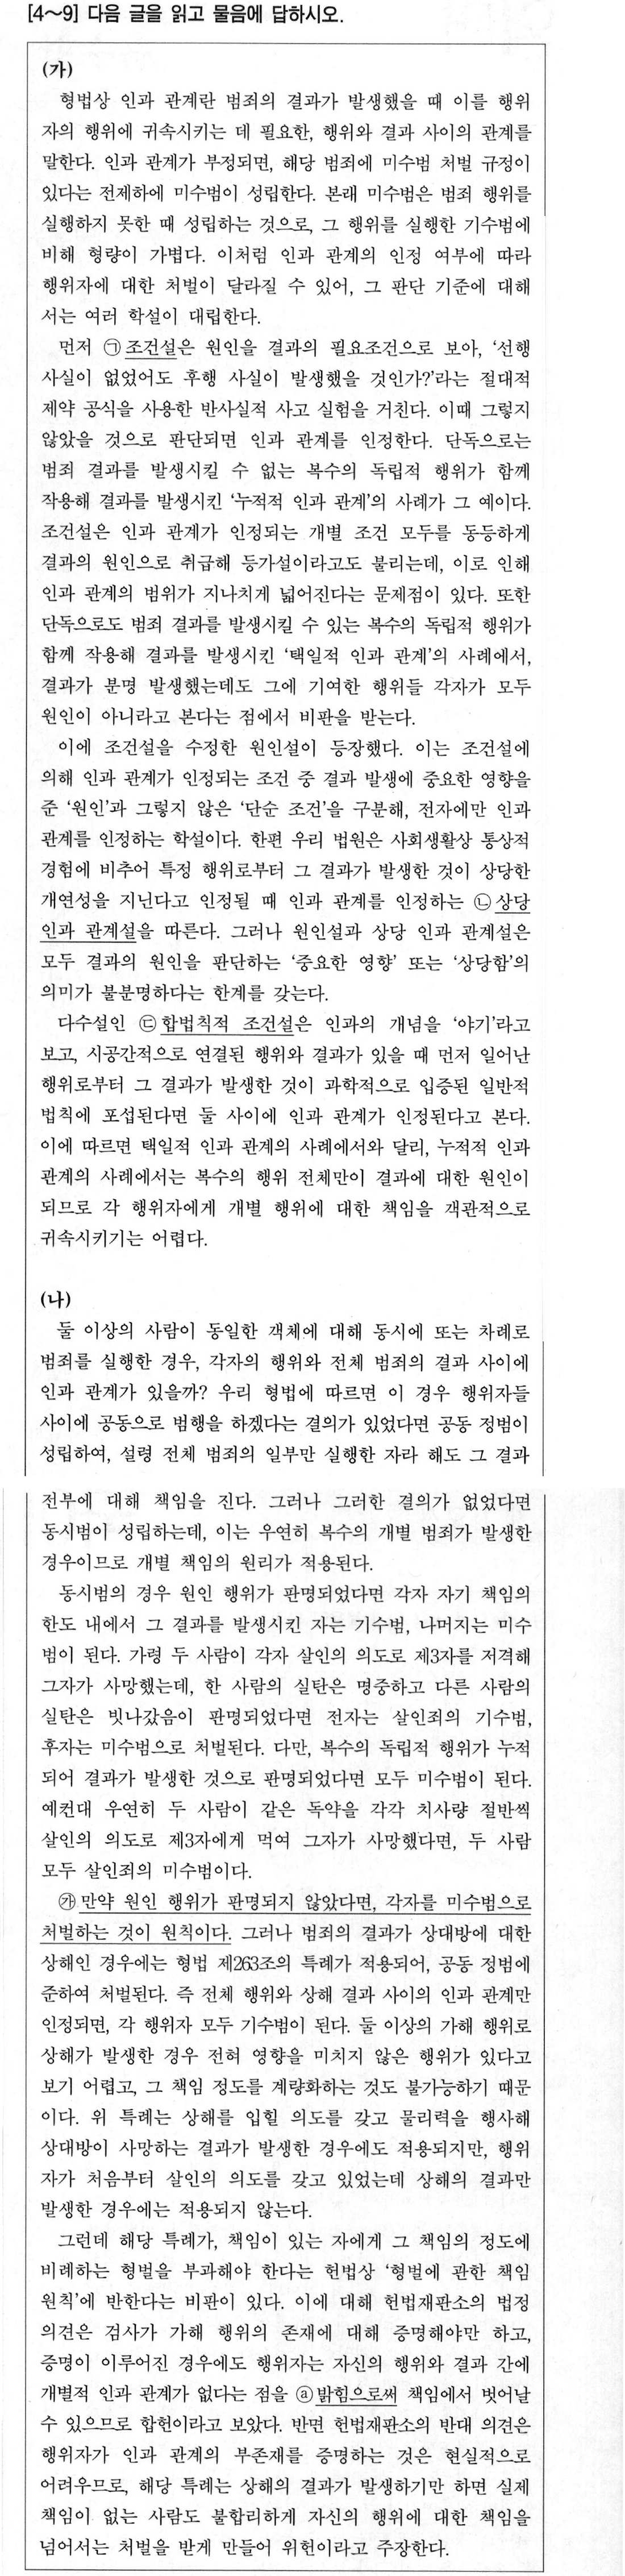 [4~9] 다음 글을 읽고 물음에 답하시오.
(가)
형법상 인과 관계란 범죄의 결과가 발생했을 때 이를 행위
자의 행위에 귀속시키는 데 필요한, 행위와 결과 사이의 관계를
말한다. 인과 관계가 부정되면, 해당 범죄에 미수범 처벌 규정이
있다는 전제하에 미수범이 성립한다. 본래 미수범은 범죄 행위를
실행하지 못한 때 성립하는 것으로, 그 행위를 실행한 기수범에
비해 형량이 가볍다. 이처럼 인과 관계의 인정 여부에 따라
행위자에 대한 처벌이 달라질 수 있어, 그 판단 기준에 대해
서는 여러 학설이 대립한다.
먼저 ㉠조건설은 원인을 결과의 필요조건으로 보아, ‘선행
사실이 없었어도 후행 사실이 발생했을 것인가?’라는 절대적
제약 공식을 사용한 반사실적 사고 실험을 거친다. 이때 그렇지
않았을 것으로 판단되면 인과 관계를 인정한다. 단독으로는
범죄 결과를 발생시킬 수 없는 복수의 독립적 행위가 함께
작용해 결과를 발생시킨 ‘누적적 인과 관계’의 사례가 그 예이다.
조건설은 인과 관계가 인정되는 개별 조건 모두를 동등하게
결과의 원인으로 취급해 등가설이라고도 불리는데, 이로 인해
인과 관계의 범위가 지나치게 넓어진다는 문제점이 있다. 또한
단독으로도 범죄 결과를 발생시킬 수 있는 복수의 독립적 행위가
함께 작용해 결과를 발생시킨 ‘택일적 인과 관계’의 사례에서,
결과가 분명 발생했는데도 그에 기여한 행위들 각자가 모두
원인이 아니라고 본다는 점에서 비판을 받는다.
이에 조건설을 수정한 원인설이 등장했다. 이는 조건설에
의해 인과 관계가 인정되는 조건 중 결과 발생에 중요한 영향을
준 ‘원인’과 그렇지 않은 ‘단순 조건’을 구분해, 전자에만 인과
관계를 인정하는 학설이다. 한편 우리 법원은 사회생활상 통상적
경험에 비추어 특정 행위로부터 그 결과가 발생한 것이 상당한
개연성을 지닌다고 인정될 때 인과 관계를 인정하는 ㉡상당
인과 관계설을 따른다. 그러나 원인설과 상당 인과 관계설은
모두 결과의 원인을 판단하는 ‘중요한 영향’ 또는 ‘상당함’의
의미가 불분명하다는 한계를 갖는다.
다수설인 ㉢합법칙적 조건설은 인과의 개념을 ‘야기’라고
보고, 시공간적으로 연결된 행위와 결과가 있을 때 먼저 일어난
행위로부터 그 결과가 발생한 것이 과학적으로 입증된 일반적
법칙에 포섭된다면 둘 사이에 인과 관계가 인정된다고 본다.
이에 따르면 택일적 인과 관계의 사례에서와 달리, 누적적 인과
관계의 사례에서는 복수의 행위 전체만이 결과에 대한 원인이
되므로 각 행위자에게 개별 행위에 대한 책임을 객관적으로
귀속시키기는 어렵다.
(나)
둘 이상의 사람이 동일한 객체에 대해 동시에 또는 차례로
범죄를 실행한 경우, 각자의 행위와 전체 범죄의 결과 사이에
인과 관계가 있을까? 우리 형법에 따르면 이 경우 행위자들
사이에 공동으로 범행을 하겠다는 결의가 있었다면 공동 정범이
성립하여, 설령 전체 범죄의 일부만 실행한 자라 해도 그 결과
전부에 대해 책임을 진다. 그러나 그러한 결의가 없었다면
동시범이 성립하는데, 이는 우연히 복수의 개별 범죄가 발생한
경우이므로 개별 책임의 원리가 적용된다.
동시범의 경우 원인 행위가 판명되었다면 각자 자기 책임의
한도 내에서 그 결과를 발생시킨 자는 기수범, 나머지는 미수
범이 된다. 가령 두 사람이 각자 살인의 의도로 제3자를 저격해
그자가 사망했는데, 한 사람의 실탄은 명중하고 다른 사람의
실탄은 빗나갔음이 판명되었다면 전자는 살인죄의 기수범,
후자는 미수범으로 처벌된다. 다만, 복수의 독립적 행위가 누적
되어 결과가 발생한 것으로 판명되었다면 모두 미수범이 된다.
예컨대 우연히 두 사람이 같은 독약을 각각 치사량 절반씩
살인의 의도로 제3자에게 먹여 그자가 사망했다면, 두 사람
모두 살인죄의 미수범이다.
㉮만약 원인 행위가 판명되지 않았다면, 각자를 미수범으로
처벌하는 것이 원칙이다. 그러나 범죄의 결과가 상대방에 대한
상해인 경우에는 형법 제263조의 특례가 적용되어, 공동 정범에
준하여 처벌된다. 즉 전체 행위와 상해 결과 사이의 인과 관계만
인정되면, 각 행위자 모두 기수범이 된다. 둘 이상의 가해 행위로
상해가 발생한 경우 전혀 영향을 미치지 않은 행위가 있다고
보기 어렵고, 그 책임 정도를 계량화하는 것도 불가능하기 때문
이다. 위 특례는 상해를 입힐 의도를 갖고 물리력을 행사해
상대방이 사망하는 결과가 발생한 경우에도 적용되지만, 행위
자가 처음부터 살인의 의도를 갖고 있었는데 상해의 결과만
발생한 경우에는 적용되지 않는다.
그런데 해당 특례가, 책임이 있는 자에게 그 책임의 정도에
비례하는 형벌을 부과해야 한다는 헌법상 ‘형벌에 관한 책임
원칙’에 반한다는 비판이 있다. 이에 대해 헌법재판소의 법정
의견은 검사가 가해 행위의 존재에 대해 증명해야만 하고,
증명이 이루어진 경우에도 행위자는 자신의 행위와 결과 간에
개별적 인과 관계가 없다는 점을 ⓐ밝힘으로써 책임에서 벗어날
수 있으므로 합헌이라고 보았다. 반면 헌법재판소의 반대 의견은
행위자가 인과 관계의 부존재를 증명하는 것은 현실적으로
어려우므로, 해당 특례는 상해의 결과가 발생하기만 하면 실제
책임이 없는 사람도 불합리하게 자신의 행위에 대한 책임을
넘어서는 처벌을 받게 만들어 위헌이라고 주장한다.